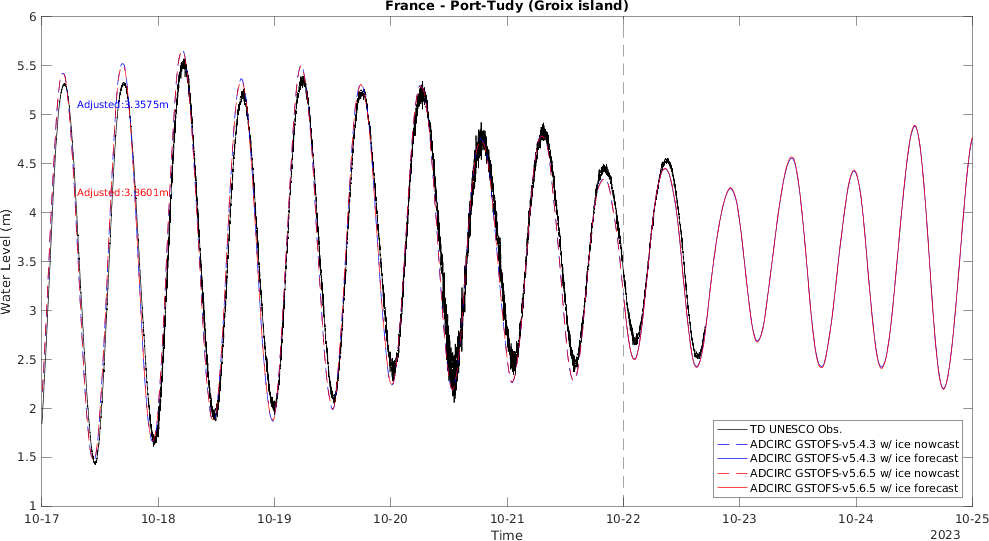 France - Port-Tudy (Groix island)
6
5.5
5
4.5
4
3.5
3
2.5
2
1.5
1
Water Level (m)
Adjusted:3.3575m
Adjusted:3.3601m
TD UNESCO Obs.
ADCIRC GSTOFS-v5.4.3 w/ ice nowcast
ADCIRC GSTOFS-v5.4.3 w/ ice forecast
ADCIRC GSTOFS-v5.6.5 w/ ice nowcast
ADCIRC GSTOFS-v5.6.5 w/ ice forecast
10-17 10-18 10-19 10-20 10-21 10-22 10-23 10-24 10-25
Time
2023